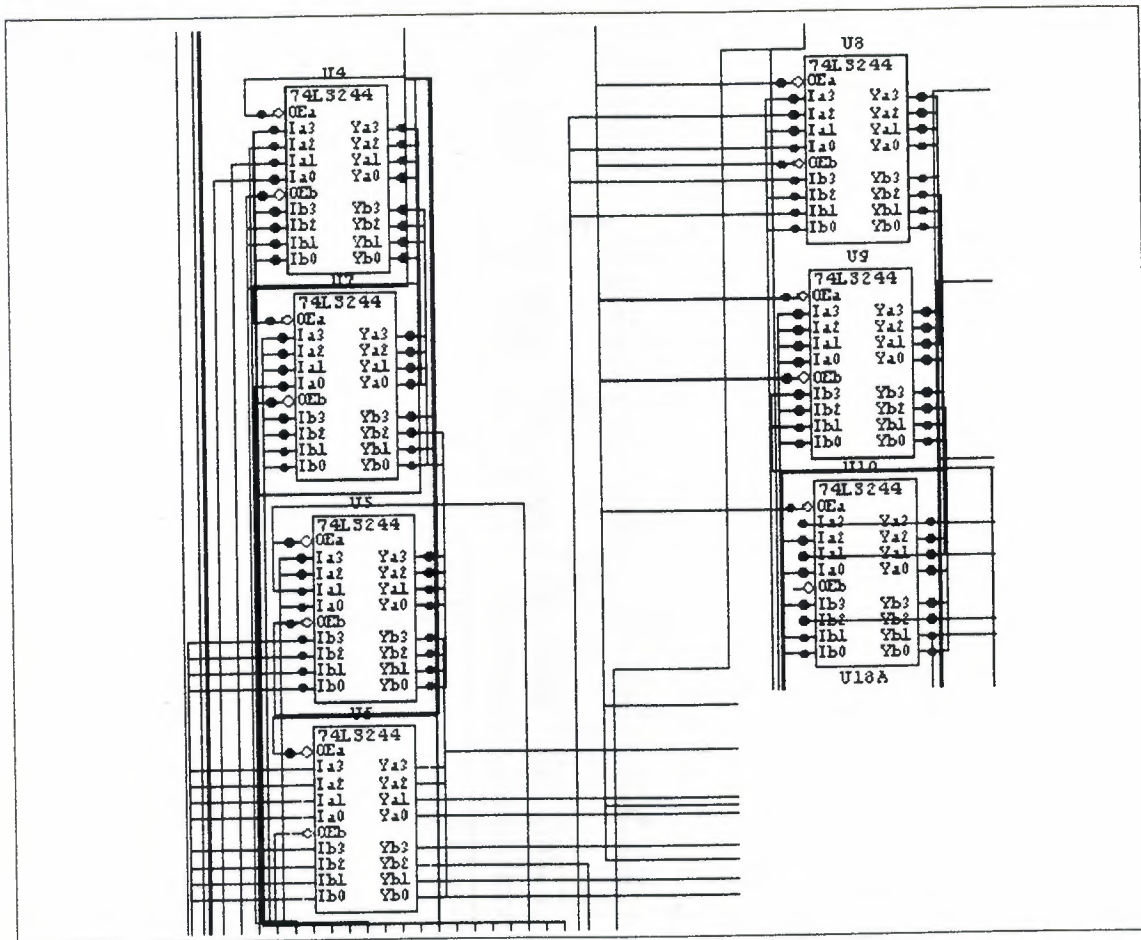 U4
74L3244
OEa
Ia3 Ya3
Ia2 Ya2
Ia1 Ya1
Ia0 Ya0
OEb
Ib3 Yb3
Ib2 Yb2
Ib1 Yb1
Ib0 Yb0
U7
74L3244
OEa
Ia3 Ya3
Ia2 Ya2
Ia1 Ya1
Ia0 Ya0
OEb
Ib3 Yb3
Ib2 Yb2
Ib1 Yb1
Ib0 Yb0
U5
74L3244
OEa
Ia3 Ya3
Ia2 Ya2
Ia1 Ya1
Ia0 Ya0
OEb
Ib3 Yb3
Ib2 Yb2
Ib1 Yb1
Ib0 Yb0
U6
74L3244
OEa
Ia3 Ya3
Ia2 Ya2
Ia1 Ya1
Ia0 Ya0
OEb
Ib3 Yb3
Ib2 Yb2
Ib1 Yb1
Ib0 Yb0
U8
74L3244
OEa
Ia3 Ya3
Ia2 Ya2
Ia1 Ya1
Ia0 Ya0
OEb
Ib3 Yb3
Ib2 Yb2
Ib1 Yb1
Ib0 Yb0
U9
74L3244
OEa
Ia3 Ya3
Ia2 Ya2
Ia1 Ya1
Ia0 Ya0
OEb
Ib3 Yb3
Ib2 Yb2
Ib1 Yb1
Ib0 Yb0
U10
74L3244
OEa
Ia3 Ya3
Ia2 Ya2
Ia1 Ya1
Ia0 Ya0
OEb
Ib3 Yb3
Ib2 Yb2
Ib1 Yb1
Ib0 Yb0
U18A